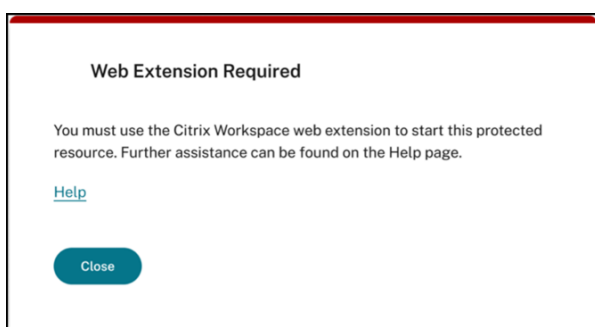 Web Extension Required
You must use the Citrix Workspace web extension to start this protected
resource. Further assistance can be found on the Help page.
Help
Close